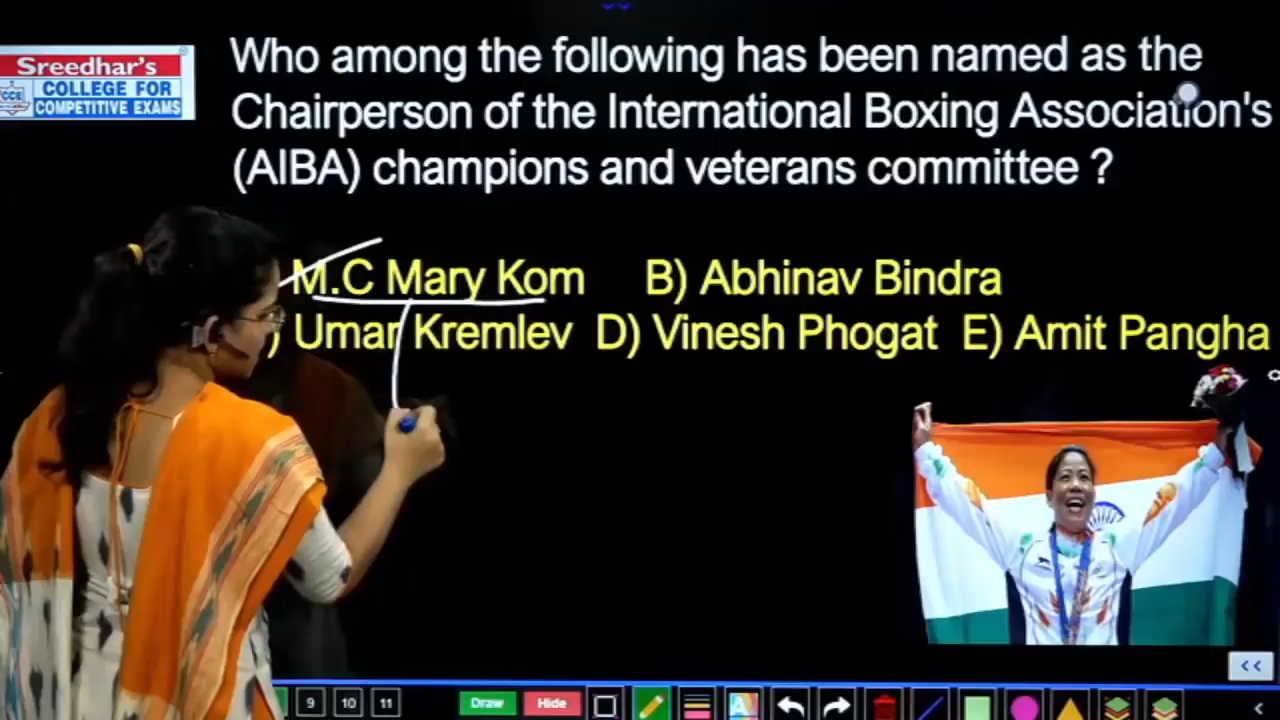 Sreedhar's
CCE
COLLEGE FOR
COMPETITIVE EXAMS
Who among the following has been named as the
Chairperson of the International Boxing Association's
(AIBA) champions and veterans committee ?
M.C Mary Kom B) Abhinav Bindra
) Umar Kremlev D) Vinesh Phogat E) Amit Pangha
<<
9 10 11 Draw Hide A
<